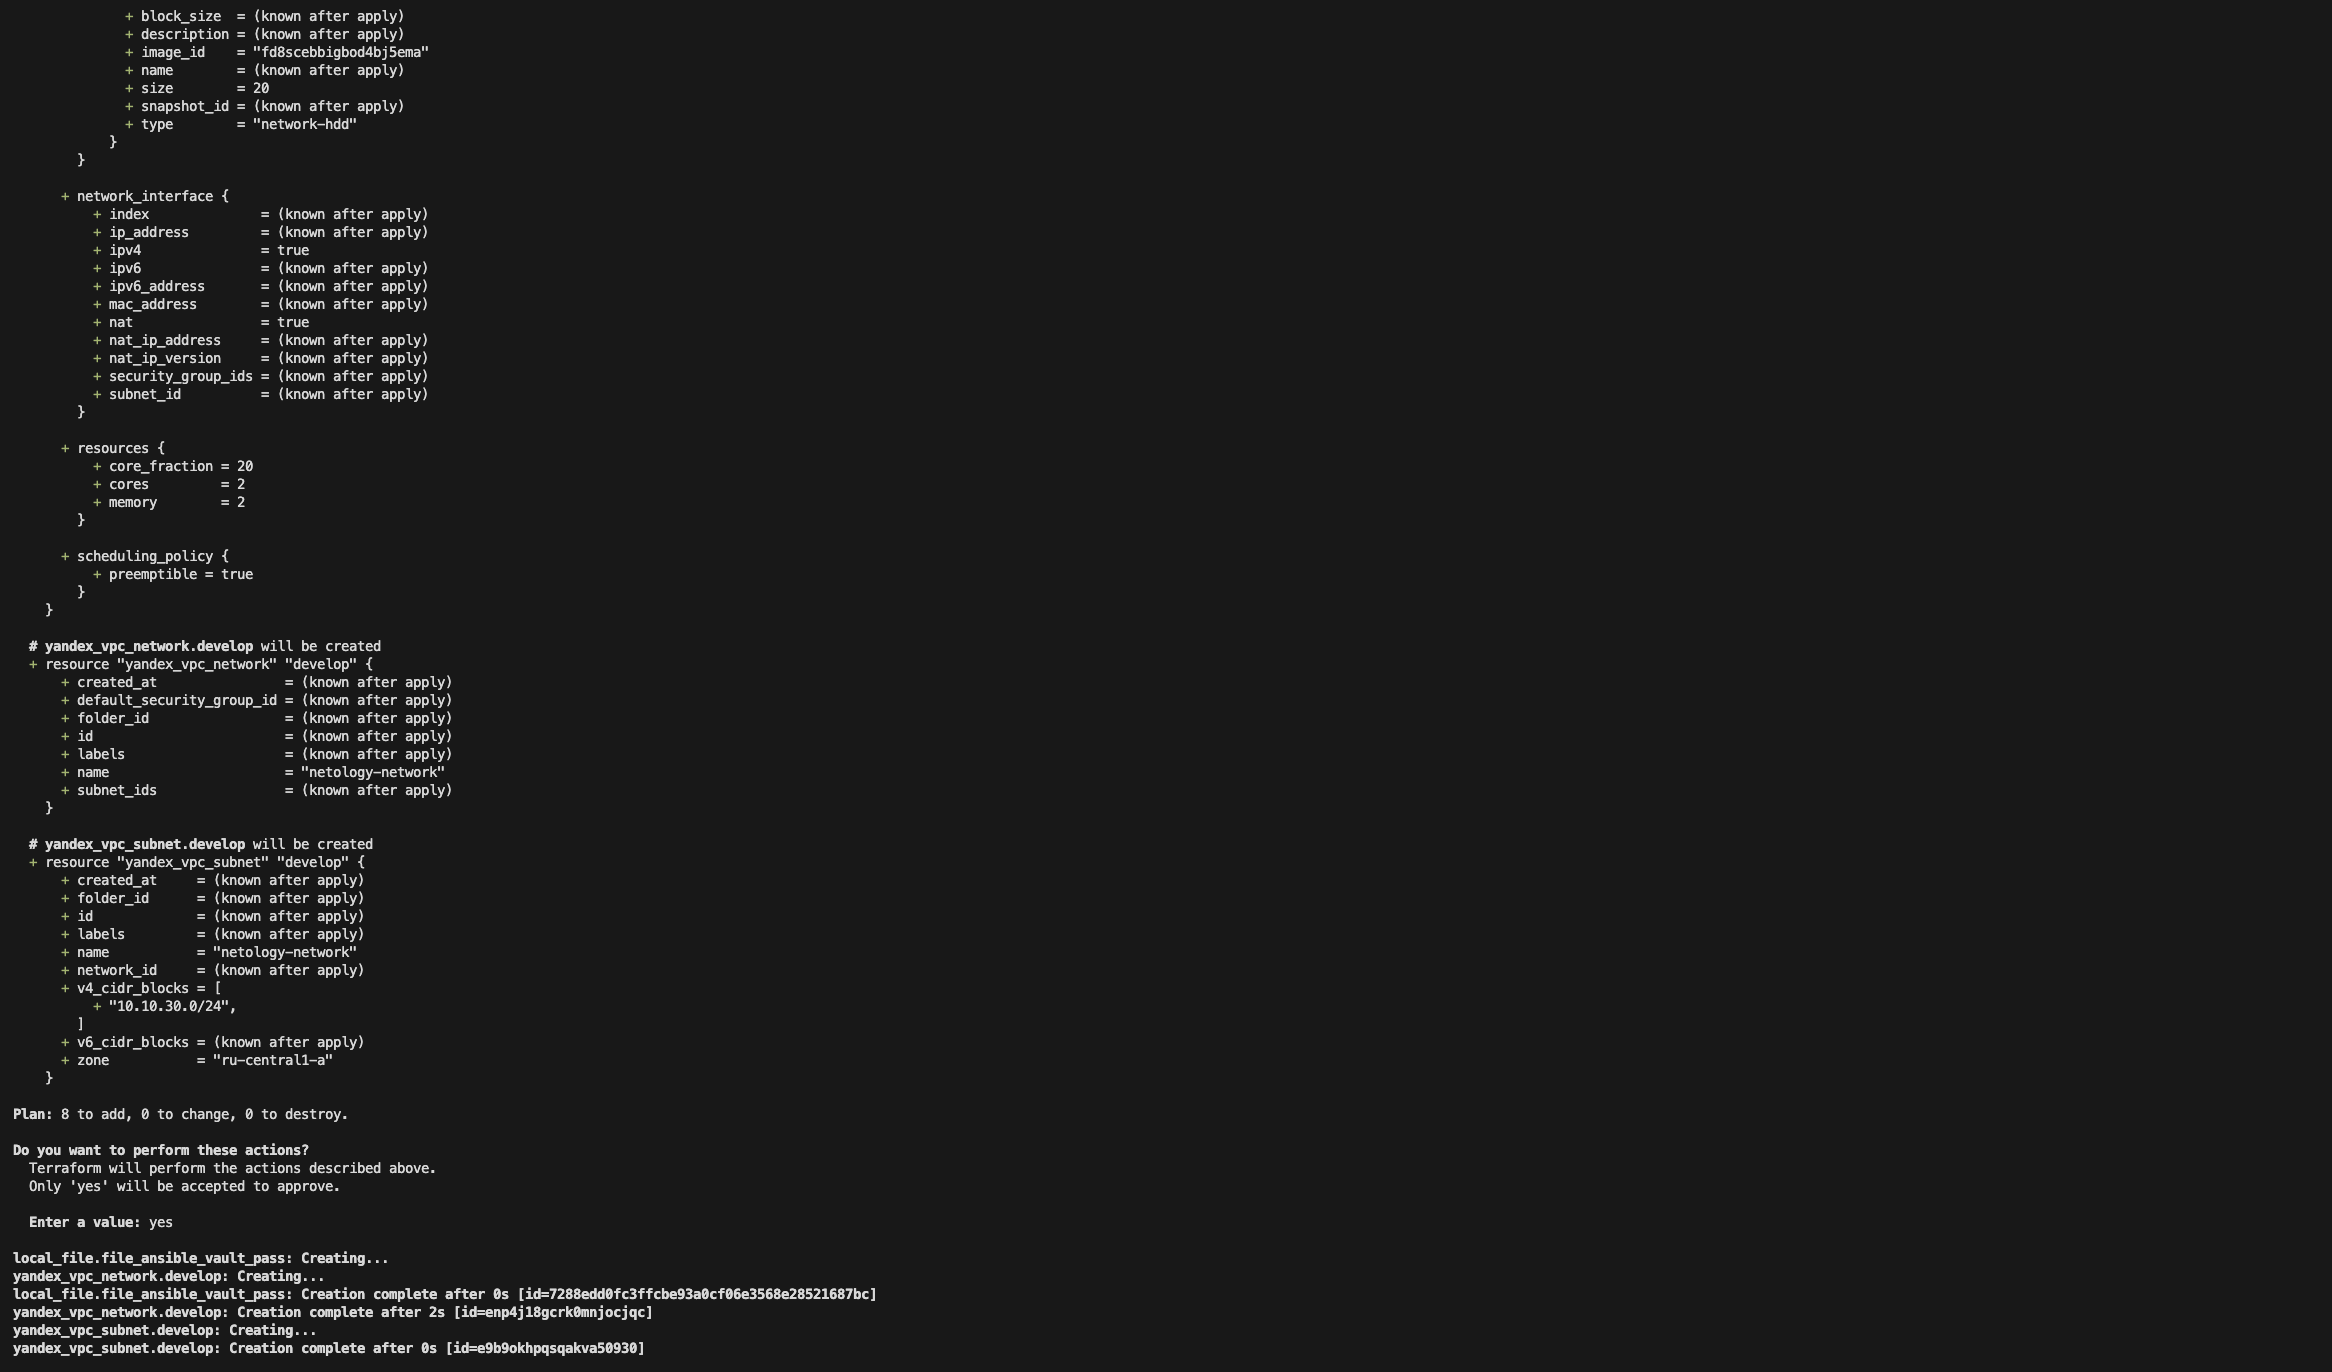 + block_size  = (known after apply)
+ description = (known after apply)
+ image_id    = "fd8scebbigbod4bj5ema"
+ name        = (known after apply)
+ size        = 20
+ snapshot_id = (known after apply)
+ type        = "network-hdd"
}
}
+ network_interface {
+ index              = (known after apply)
+ ip_address         = (known after apply)
+ ipv4               = true
+ ipv6               = (known after apply)
+ ipv6_address       = (known after apply)
+ mac_address        = (known after apply)
+ nat                = true
+ nat_ip_address     = (known after apply)
+ nat_ip_version     = (known after apply)
+ security_group_ids = (known after apply)
+ subnet_id          = (known after apply)
}
+ resources {
+ core_fraction = 20
+ cores         = 2
+ memory        = 2
}
+ scheduling_policy {
+ preemptible = true
}
}
# yandex_vpc_network.develop will be created
+ resource "yandex_vpc_network" "develop" {
+ created_at                = (known after apply)
+ default_security_group_id = (known after apply)
+ folder_id                 = (known after apply)
+ id                        = (known after apply)
+ labels                    = (known after apply)
+ name                      = "netology-network"
+ subnet_ids                = (known after apply)
}
# yandex_vpc_subnet.develop will be created
+ resource "yandex_vpc_subnet" "develop" {
+ created_at     = (known after apply)
+ folder_id      = (known after apply)
+ id             = (known after apply)
+ labels         = (known after apply)
+ name           = "netology-network"
+ network_id     = (known after apply)
+ v4_cidr_blocks = [
+ "10.10.30.0/24",
]
+ v6_cidr_blocks = (known after apply)
+ zone           = "ru-central1-a"
}
Plan: 8 to add, 0 to change, 0 to destroy.
Do you want to perform these actions?
Terraform will perform the actions described above.
Only 'yes' will be accepted to approve.
Enter a value: yes
local_file.file_ansible_vault_pass: Creating...
yandex_vpc_network.develop: Creating...
local_file.file_ansible_vault_pass: Creation complete after 0s [id=7288edd0fc3ffcbe93a0cf06e3568e28521687bc]
yandex_vpc_network.develop: Creation complete after 2s [id=enp4j18gcrk0mnjocjqc]
yandex_vpc_subnet.develop: Creating...
yandex_vpc_subnet.develop: Creation complete after 0s [id=e9b9okhpqsqakva50930]